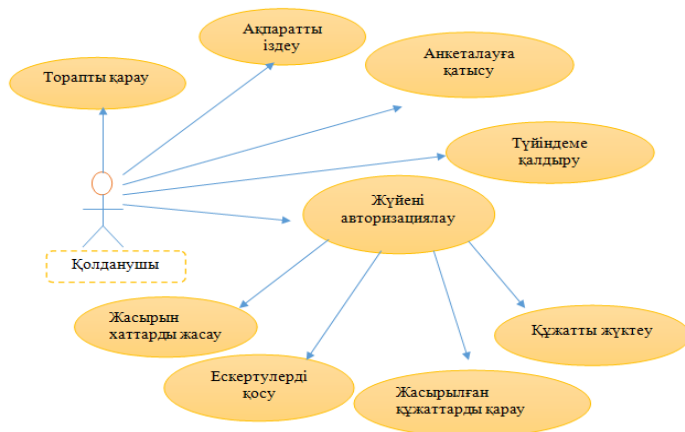 Ақпаратты
іздеу
Анкеталауға
қатысу
Торапты қарау
Түйіндеме
қалдыру
Жүйені
авторизациялау
Қолданушы
Жасырын
хаттарды жасау
Құжатты жүктеу
Ескертулерді
қосу
Жасырылған
құжаттарды қарау